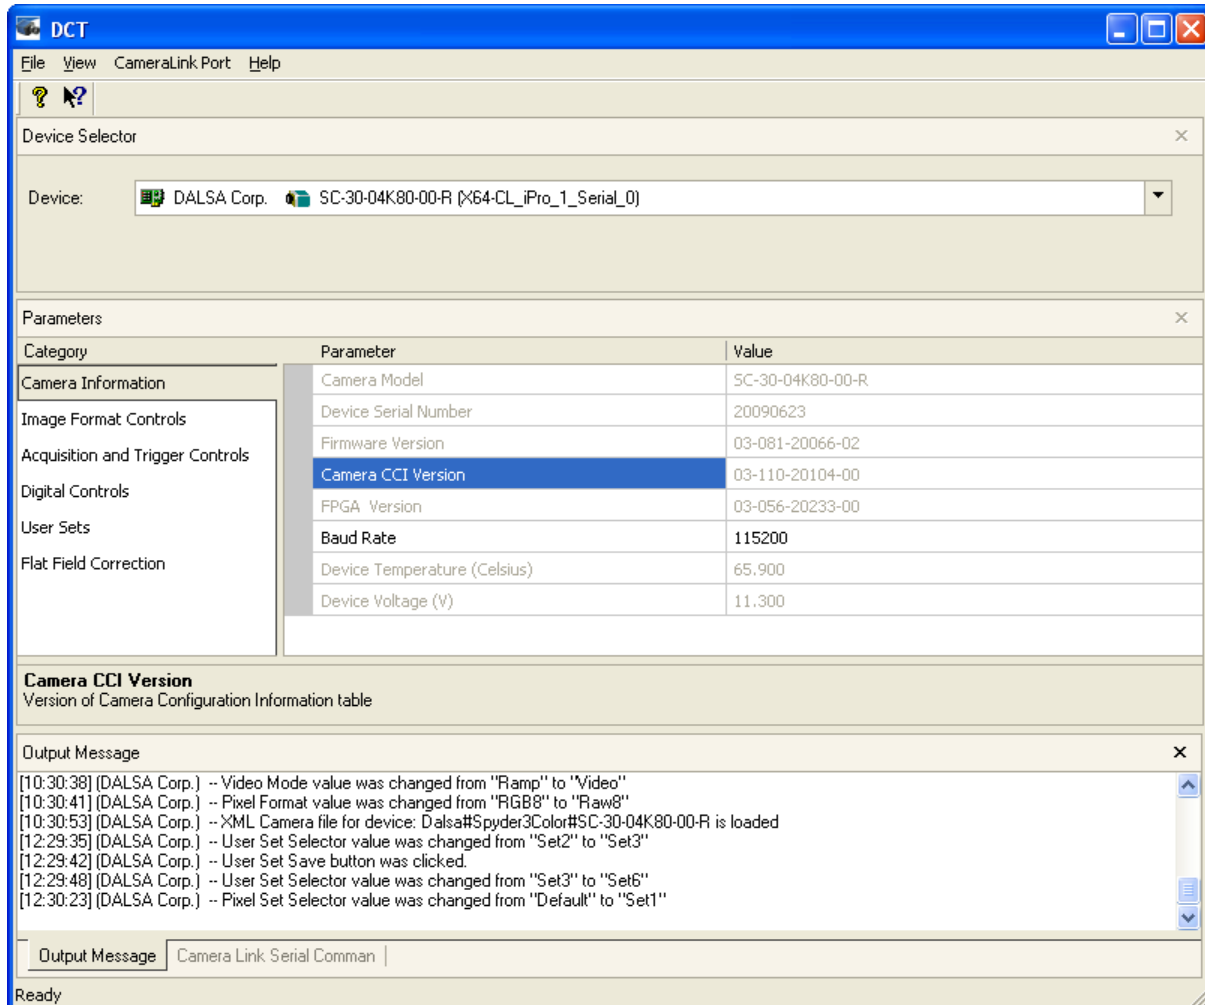 DCT
File View CameraLink Port Help
Device Selector
Device: DALSA Corp. SC-30-04K80-00-R (X64-CL_iPro_1_Serial_0)
Parameters
Category Parameter Value
Camera Information Camera Model SC-30-04K80-00-R
Image Format Controls Device Serial Number 20090623
Acquisition and Trigger Controls Firmware Version 03-081-20066-02
Digital Controls Camera CCI Version 03-110-20104-00
User Sets FPGA Version 03-056-20233-00
Flat Field Correction Baud Rate 115200
Device Temperature (Celsius) 65.900
Device Voltage (V) 11.300
Camera CCI Version
Version of Camera Configuration Information table
Output Message
[10:30:38] (DALSA Corp.) -- Video Mode value was changed from "Ramp" to "Video"
[10:30:41] (DALSA Corp.) -- Pixel Format value was changed from "RGB8" to "Raw8"
[10:30:53] (DALSA Corp.) -- XML Camera file for device: Dalsa#Spyder3Color#SC-30-04K80-00-R is loaded
[12:29:35] (DALSA Corp.) -- User Set Selector value was changed from "Set2" to "Set3"
[12:29:42] (DALSA Corp.) -- User Set Save button was clicked.
[12:29:48] (DALSA Corp.) -- User Set Selector value was changed from "Set3" to "Set6"
[12:30:23] (DALSA Corp.) -- Pixel Set Selector value was changed from "Default" to "Set1"
Output Message Camera Link Serial Comman
Ready